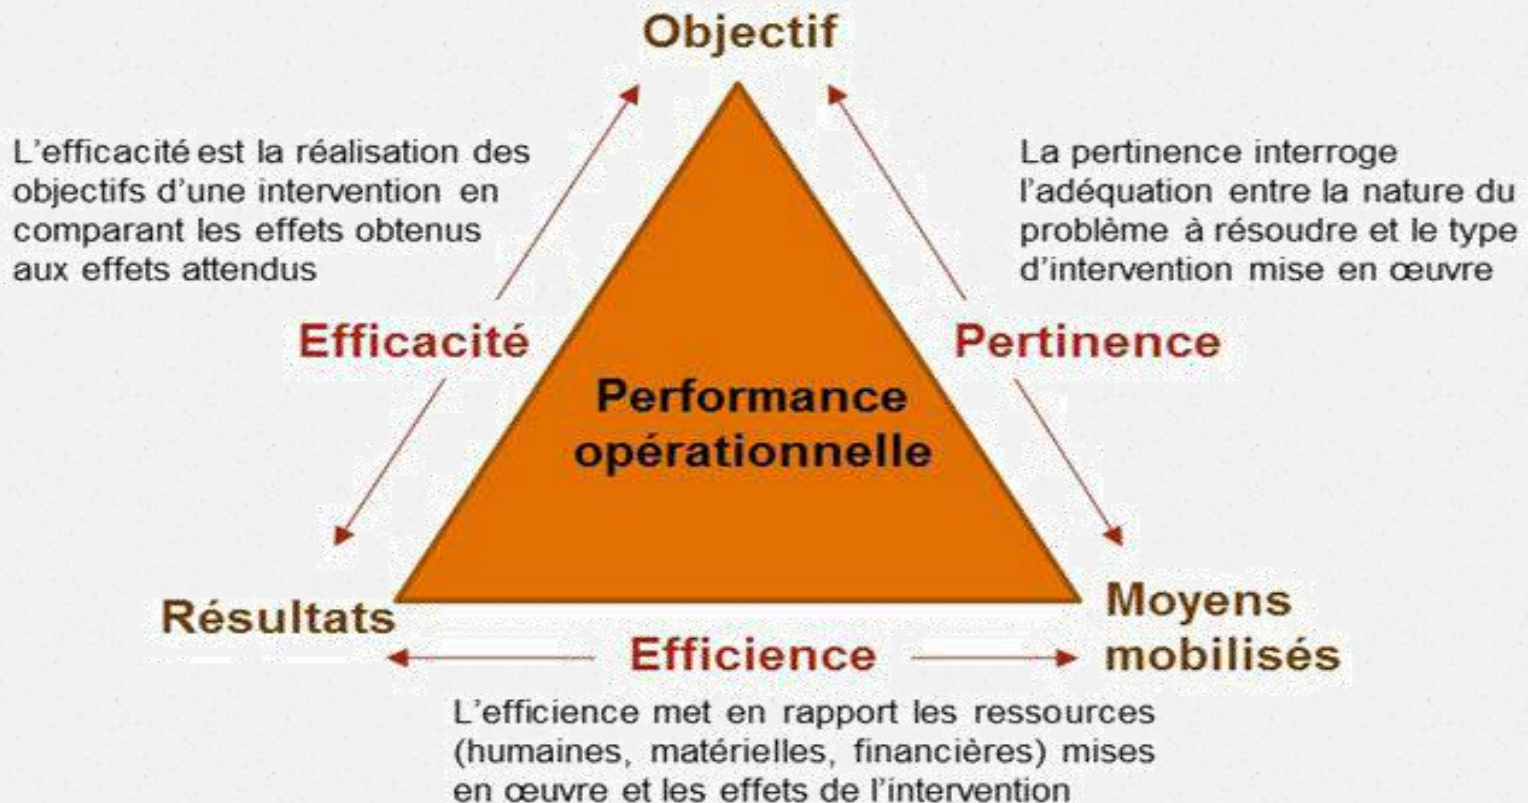 Objectif
L'efficacité est la réalisation des
objectifs d'une intervention en
comparant les effets obtenus
aux effets attendus
La pertinence interroge
l'adéquation entre la nature du
problème à résoudre et le type
d'intervention mise en œuvre
Efficacité
Pertinence
Performance
opérationnelle
Résultats
Moyens
mobilisés
Efficience
L'efficience met en rapport les ressources
(humaines, matérielles, financières) mises
en œuvre et les effets de l'intervention